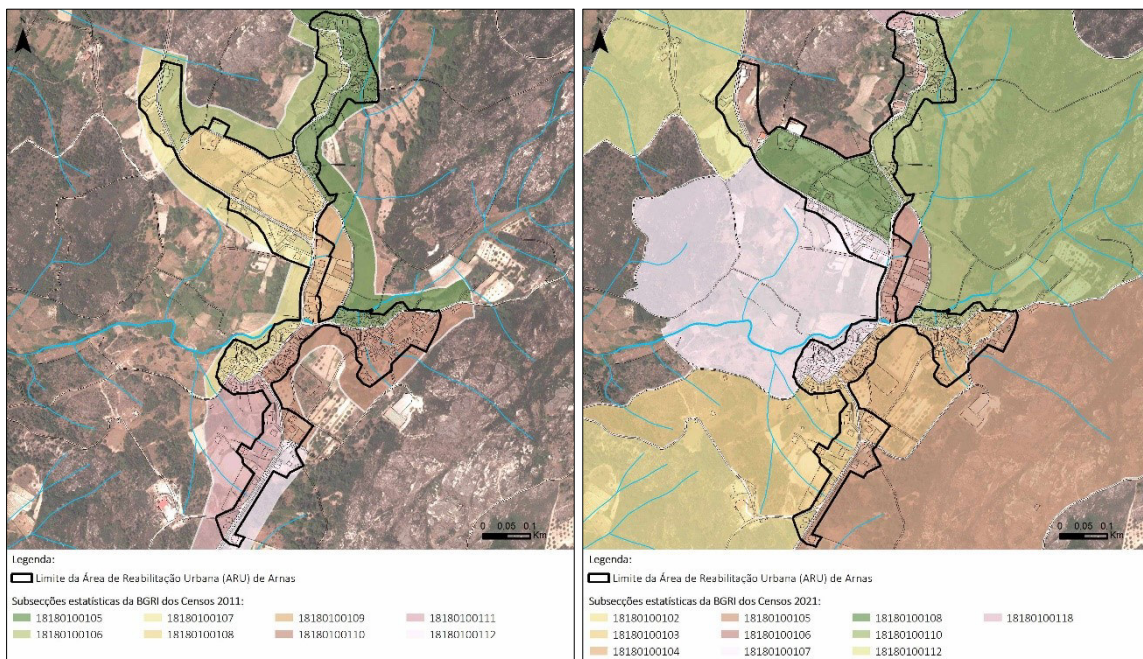 N
0 0.05 0.1
Km
Legenda:
Limite da Área de Reabilitação Urbana (ARU) de Arnas
Subsecções estatísticas da BGRI dos Censos 2011:
18180100105 18180100107 18180100109 18180100111
18180100106 18180100108 18180100110 18180100112
N
0 0.05 0.1
Km
Legenda:
Limite da Área de Reabilitação Urbana (ARU) de Arnas
Subsecções estatísticas da BGRI dos Censos 2021:
18180100102 18180100105 18180100108 18180100118
18180100103 18180100106 18180100110
18180100104 18180100107 18180100112